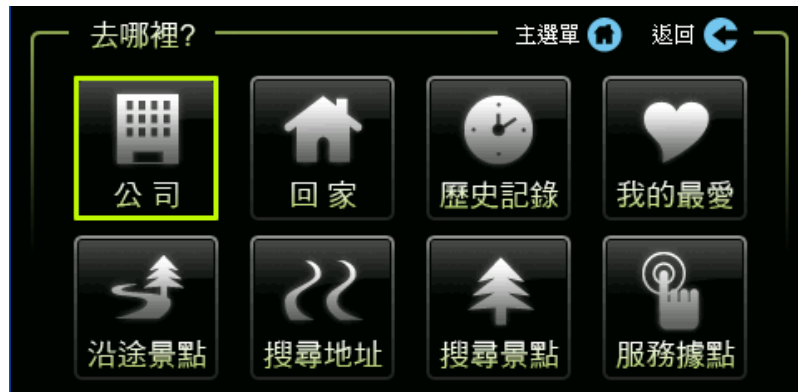 去哪裡?
主選單 返回
公司 回家 歷史記錄 我的最愛
沿途景點 搜尋地址 搜尋景點 服務據點